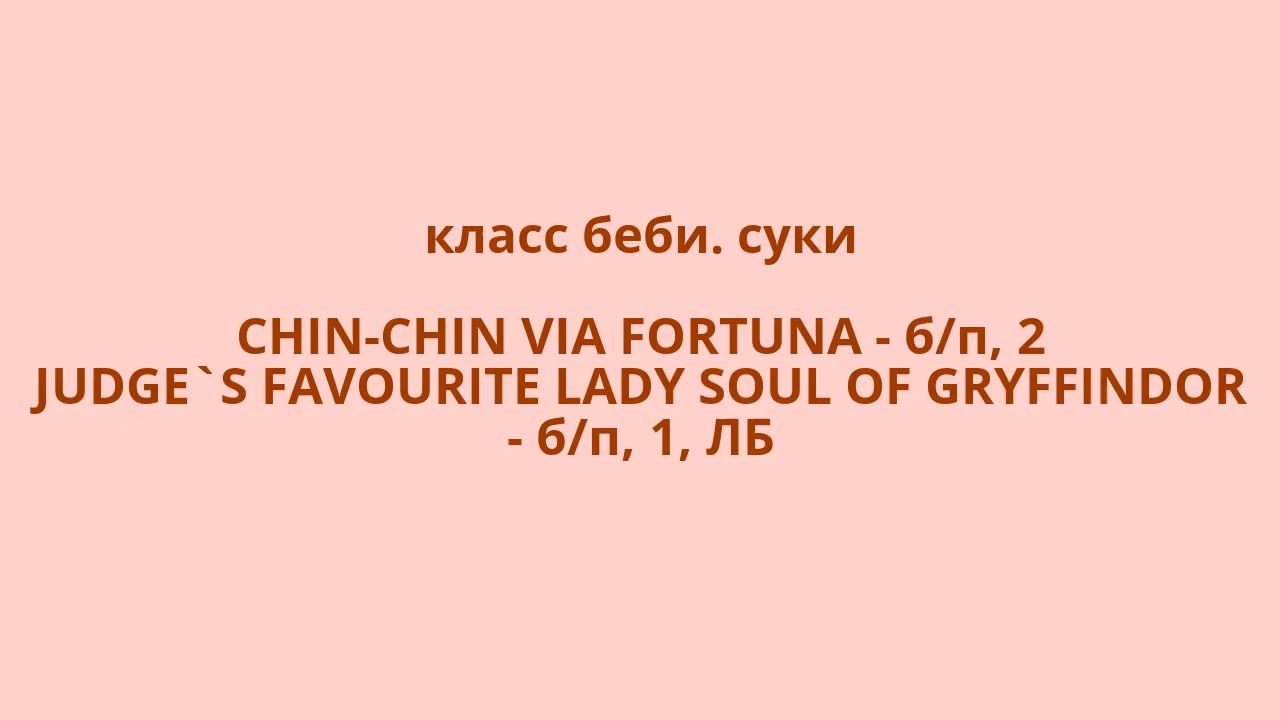 класс беби. суки
CHIN-CHIN VIA FORTUNA - б/п, 2
JUDGE`S FAVOURITE LADY SOUL OF GRYFFINDOR
- б/п, 1, ЛБ